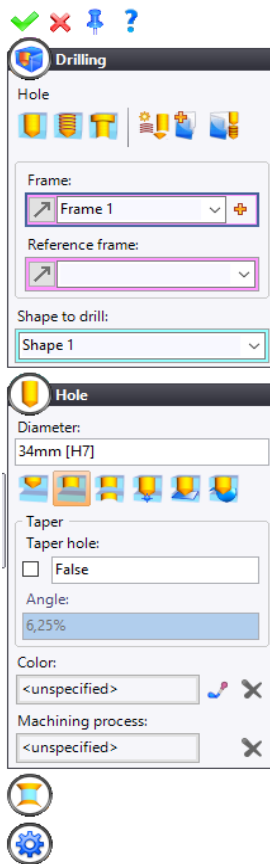 ?
Drilling
Hole
Frame:
Frame 1
Reference frame:
Shape to drill:
Shape 1
Hole
Diameter:
34mm [H7]
Taper
Taper hole:
False
Angle:
6,25%
Color:
<unspecified>
Machining process:
<unspecified>